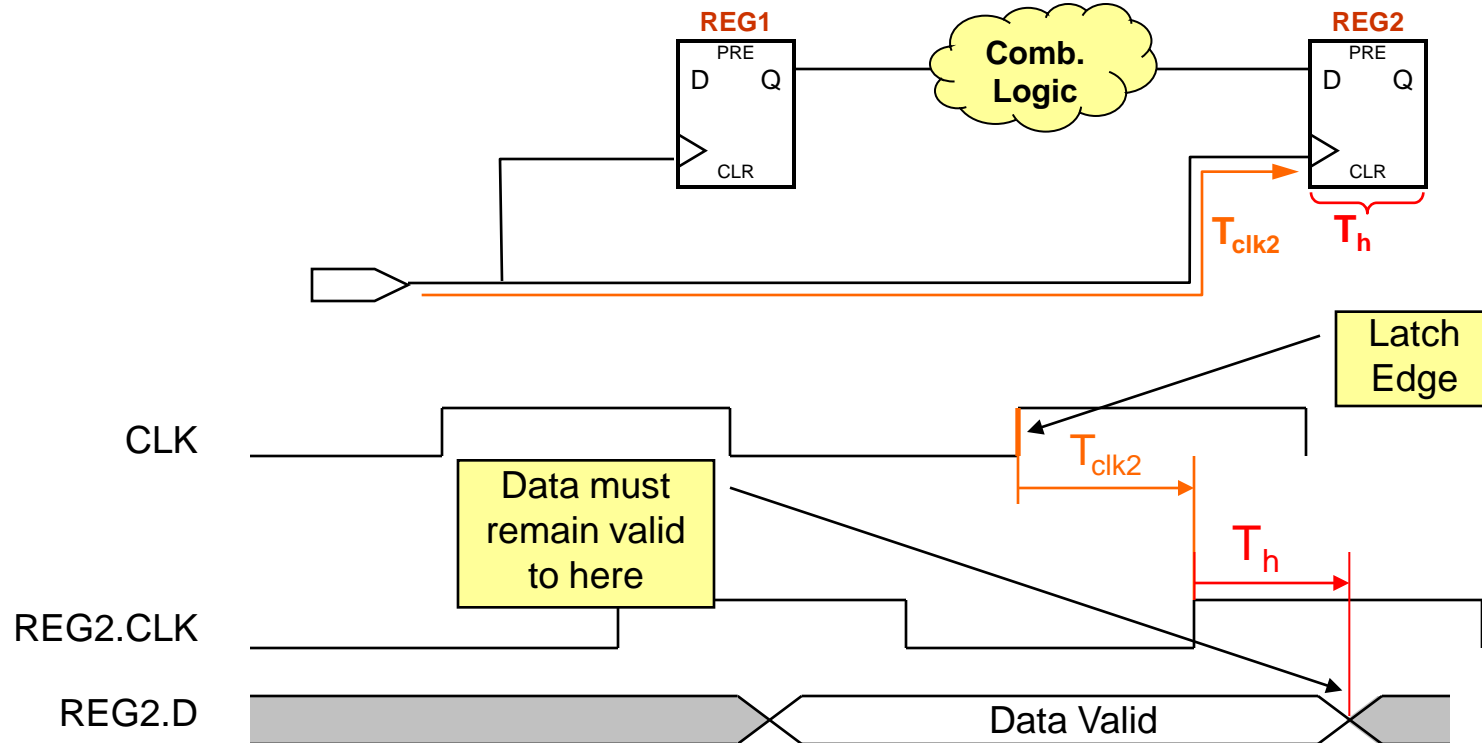 REG1
PRE
D Q
CLR
Comb.
Logic
REG2
PRE
D Q
CLR
Tclk2
Th
Latch
Edge
CLK
Tclk2
Data must
remain valid
to here
Th
REG2.CLK
REG2.D
Data Valid